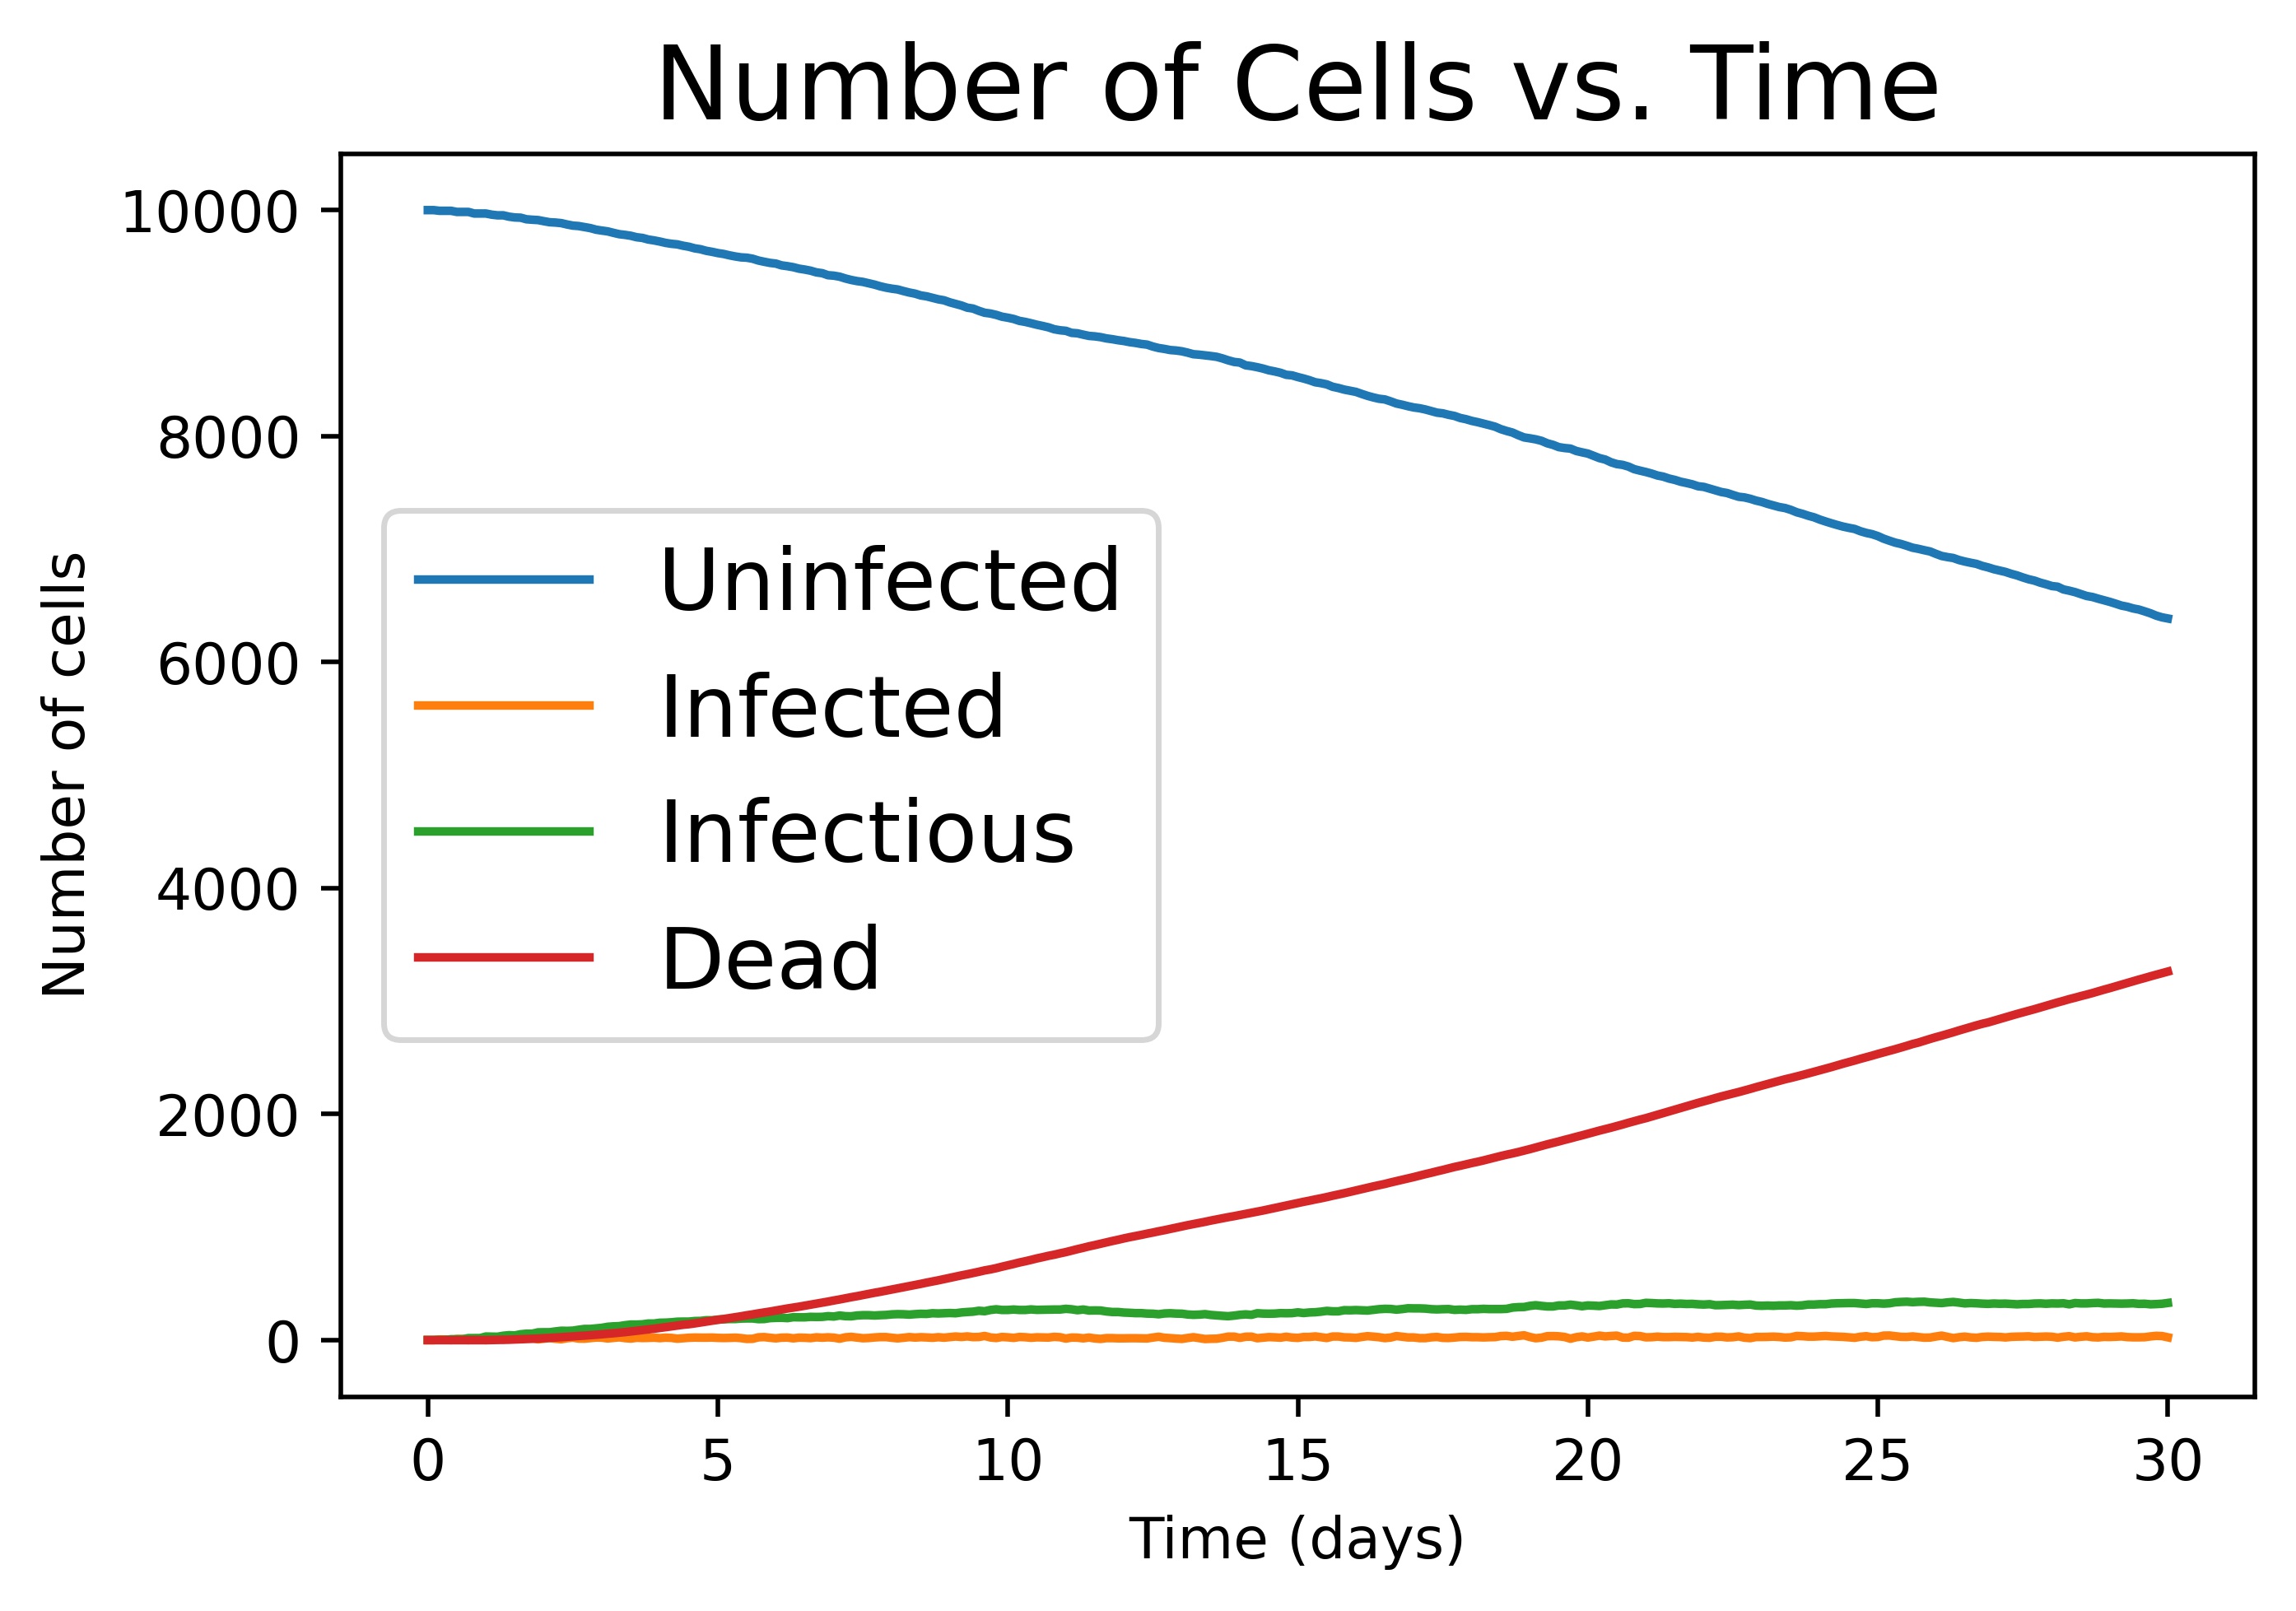 Number of Cells vs. Time
Number of cells
10000
8000
6000
4000
2000
0
Uninfected
Infected
Infectious
Dead
0 5 10 15 20 25 30
Time (days)